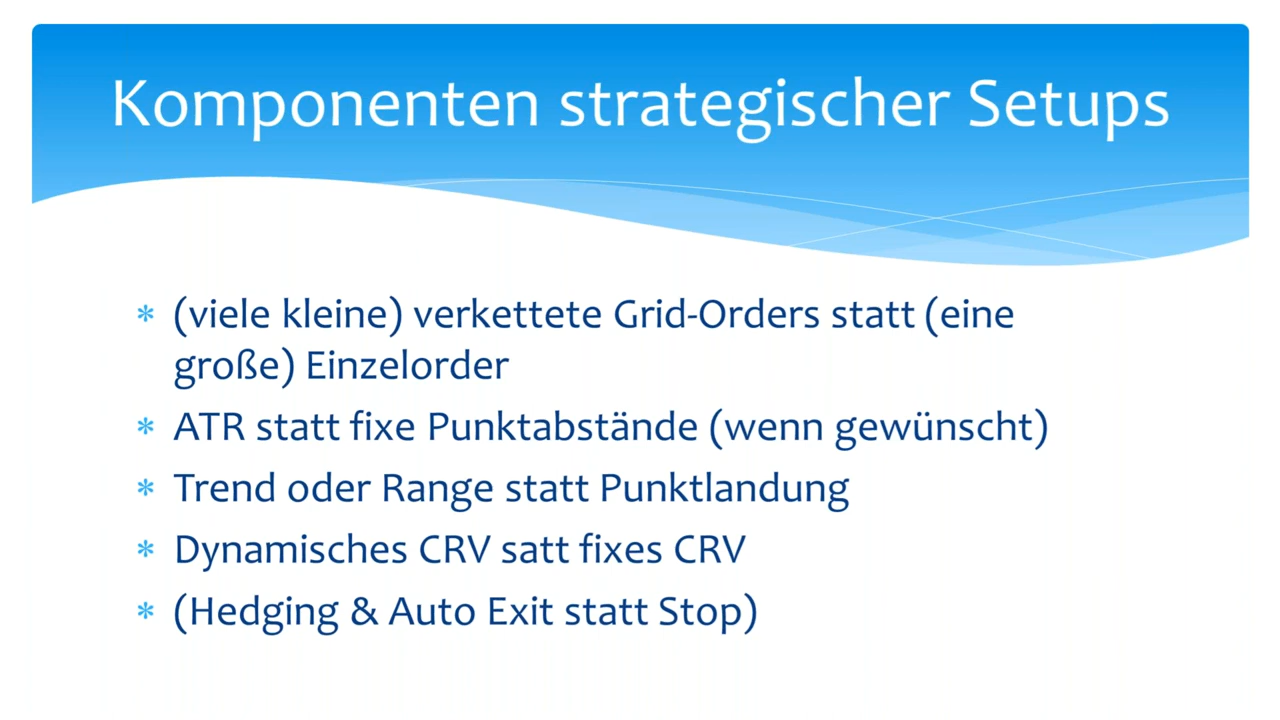 Komponenten strategischer Setups
* (viele kleine) verkettete Grid-Orders statt (eine
große) Einzelorder
* ATR statt fixe Punktabstände (wenn gewünscht)
* Trend oder Range statt Punktlandung
* Dynamisches CRV satt fixes CRV
* (Hedging & Auto Exit statt Stop)